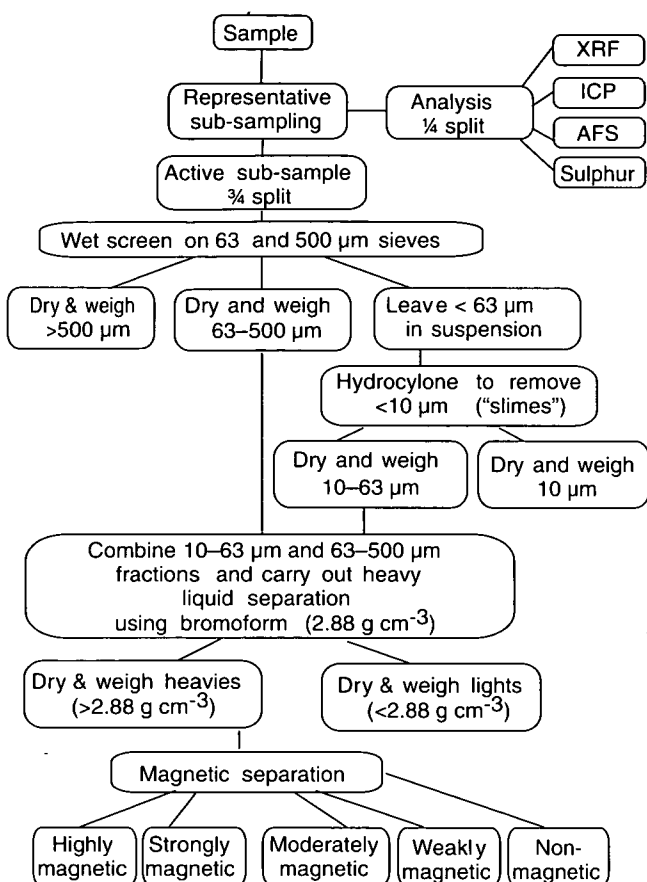 Sample
Representative
sub-sampling
Analysis
¼ split
XRF
ICP
AFS
Sulphur
Active sub-sample
¾ split
Wet screen on 63 and 500 µm sieves
Dry & weigh
>500 µm
Dry and weigh
63–500 µm
Leave < 63 µm
in suspension
Hydrocylone to remove
<10 µm ("slimes")
Dry and weigh
10–63 µm
Dry and weigh
10 µm
Combine 10–63 µm and 63–500 µm
fractions and carry out heavy
liquid separation
using bromoform (2.88 g cm-3)
Dry & weigh heavies
(>2.88 g cm-3)
Dry & weigh lights
(<2.88 g cm-3)
Magnetic separation
Highly
magnetic
Strongly
magnetic
Moderately
magnetic
Weakly
magnetic
Non-
magnetic